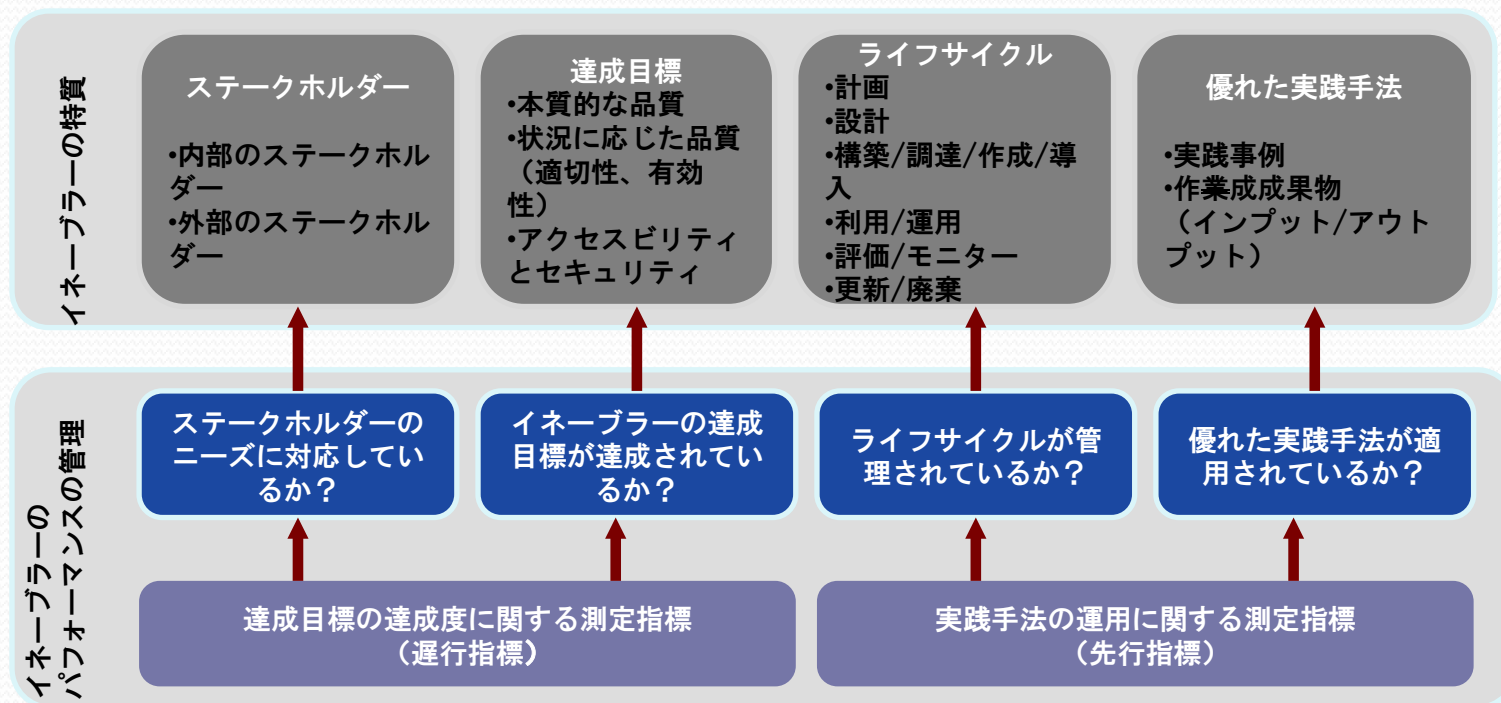 イネーブラーの特質
ステークホルダー
•内部のステークホル
ダー
•外部のステークホル
ダー
達成目標
•本質的な品質
•状況に応じた品質
（適切性、有効
性）
•アクセスビリティ
とセキュリティ
ライフサイクル
•計画
•設計
•構築/調達/作成/導
入
•利用/運用
•評価/モニター
•更新/廃棄
優れた実践手法
•実践事例
•作業成成果物
（インプット/アウト
プット）
イネーブラーの
パフォーマンスの管理
ステークホルダーの
ニーズに対応してい
るか？
イネーブラーの達成
目標が達成されてい
るか？
ライフサイクルが管
理されているか？
優れた実践手法が適
用されているか？
達成目標の達成度に関する測定指標
（遅行指標）
実践手法の運用に関する測定指標
（先行指標）